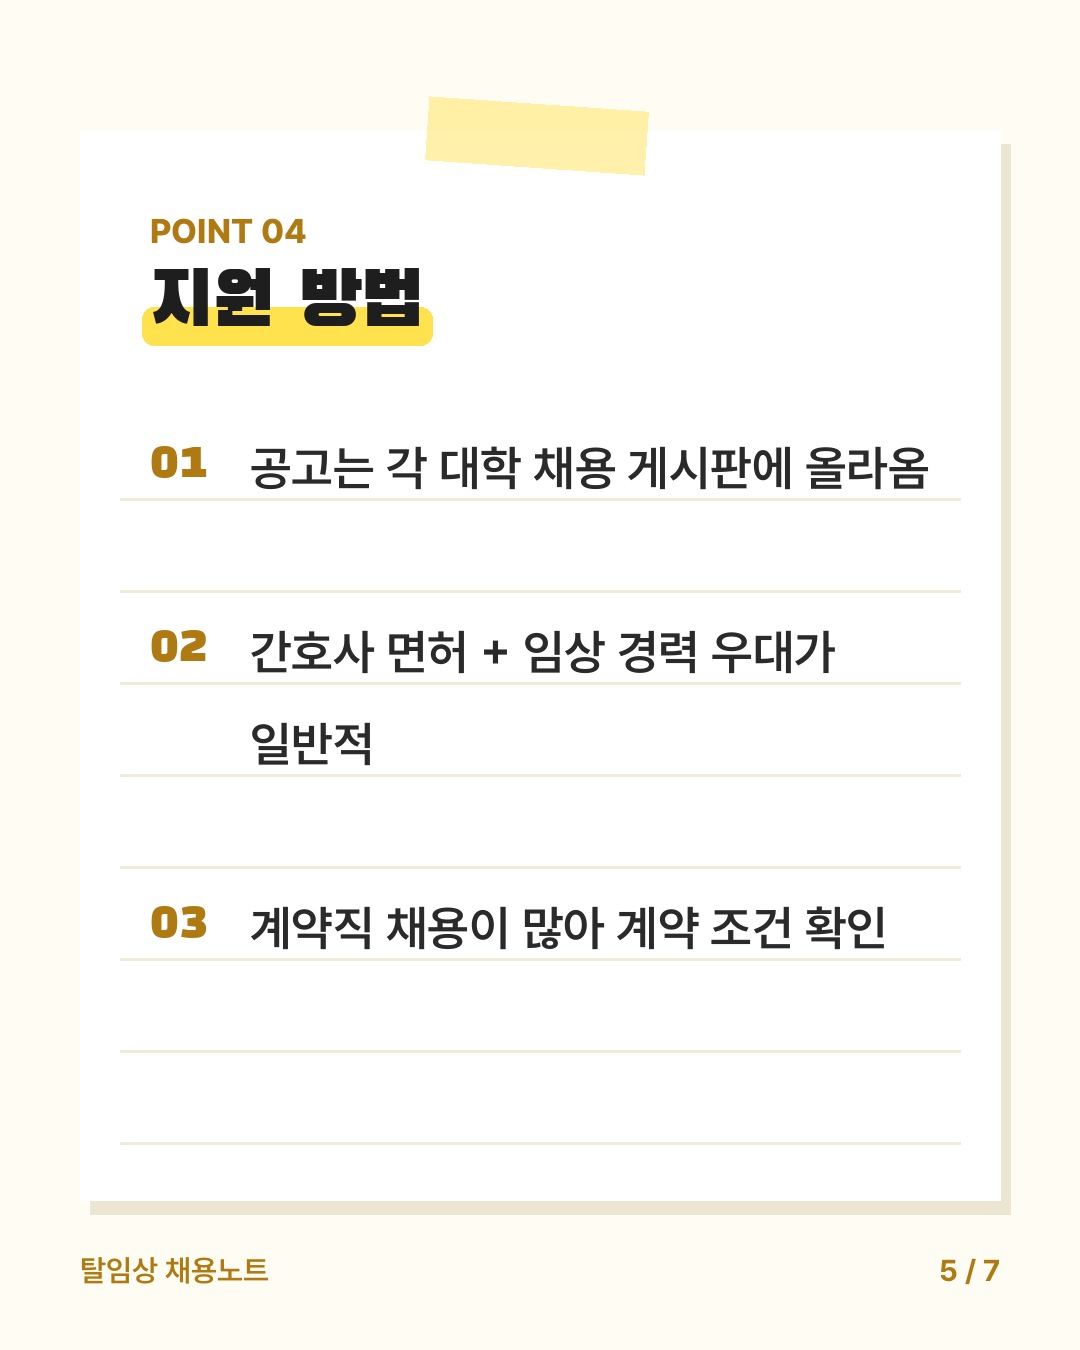 POINT 04
지원 방법
01 공고는 각 대학 채용 게시판에 올라옴
02 간호사 면허 + 임상 경력 우대가
일반적
03 계약직 채용이 많아 계약 조건 확인
탈임상 채용노트
5 / 7